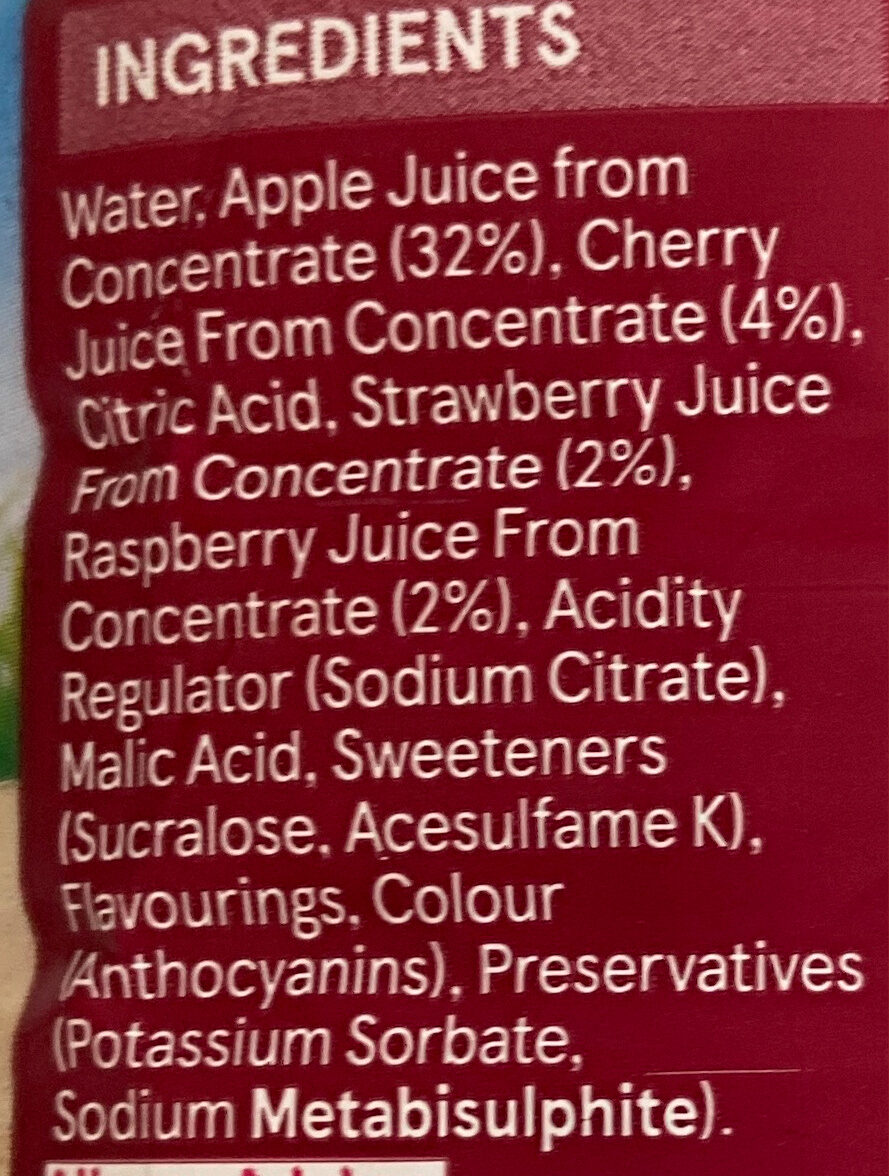 INGREDIENTS
Water, Apple Juice from
Concentrate (32%), Cherry
Juice From Concentrate (4%),
Citric Acid, Strawberry Juice
From Concentrate (2%),
Raspberry Juice From
Concentrate (2%), Acidity
Regulator (Sodium Citrate),
Malic Acid, Sweeteners
(Sucralose, Acesulfame K),
Flavourings, Colour
(Anthocyanins), Preservatives
(Potassium Sorbate,
Sodium Metabisulphite).